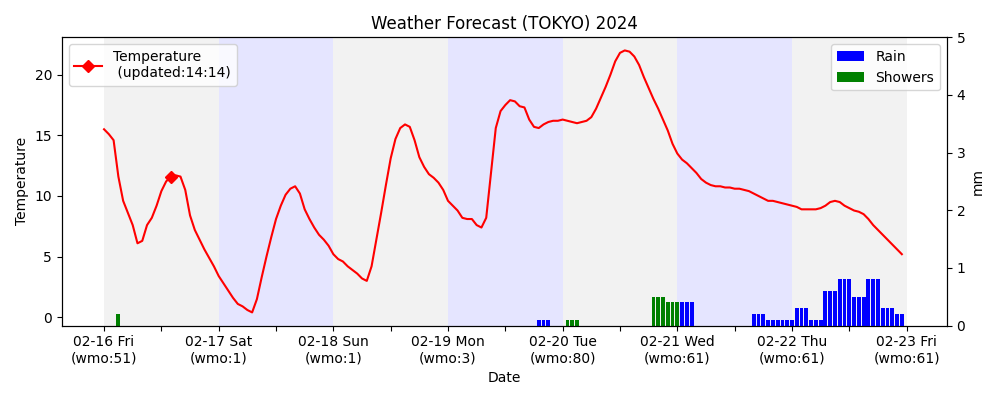 Weather Forecast (TOKYO) 2024
Temperature
(updated:14:14)
Rain
Showers
Temperature
20
15
10
5
0
5
4
3
2
1
0
mm
02-16 Fri
(wmo:51)
02-17 Sat
(wmo:1)
02-18 Sun
(wmo:1)
02-19 Mon
(wmo:3)
02-20 Tue
(wmo:80)
02-21 Wed
(wmo:61)
02-22 Thu
(wmo:61)
02-23 Fri
(wmo:61)
Date